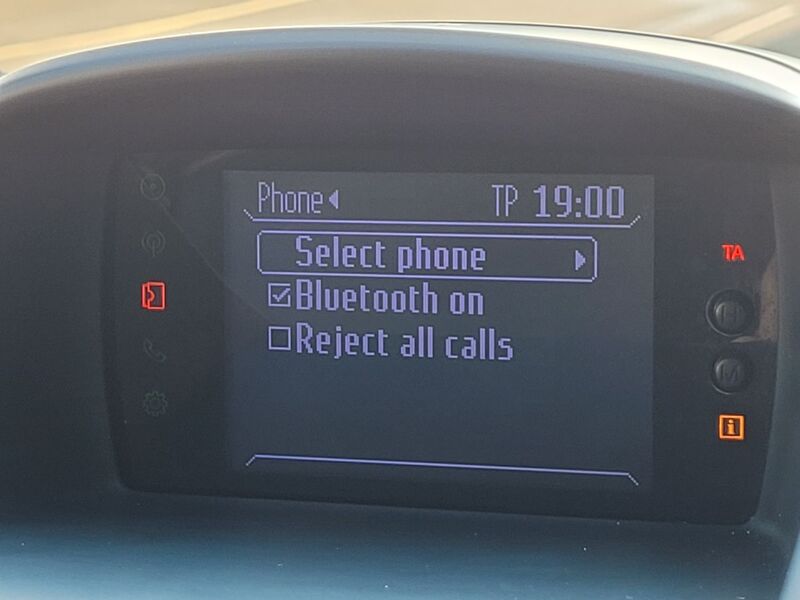 Phone
TP 19:00
Select phone
Bluetooth on
Reject all calls
TA
H
M
i